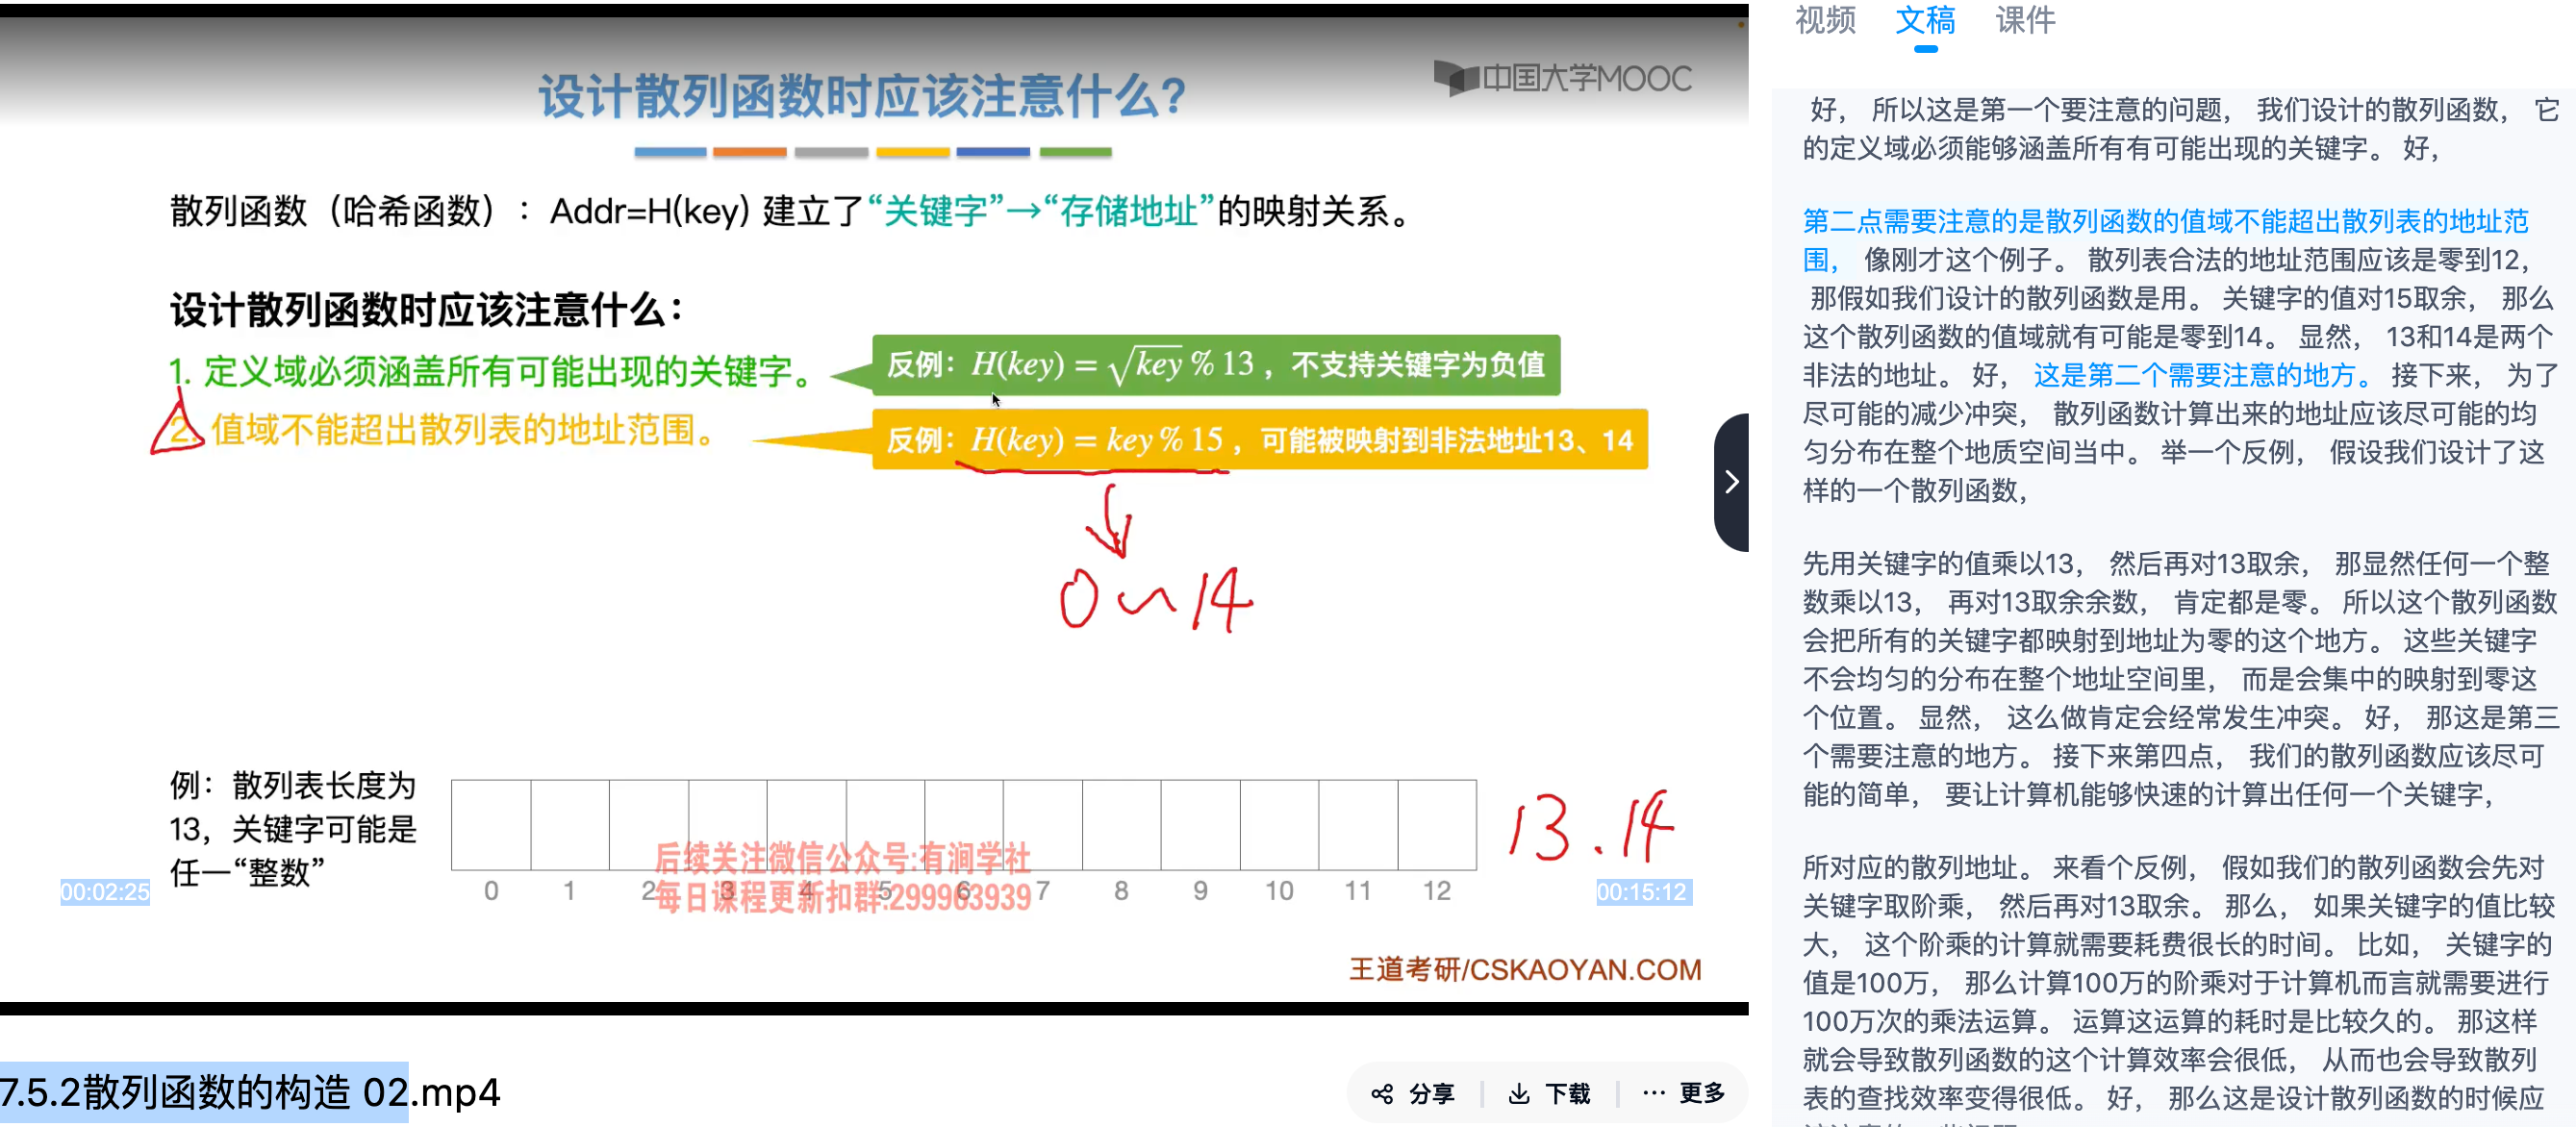 中国大学MOOC
设计散列函数时应该注意什么？
散列函数（哈希函数）：Addr=H(key) 建立了“关键字”→“存储地址”的映射关系。
设计散列函数时应该注意什么：
1. 定义域必须涵盖所有可能出现的关键字。
反例：H(key) = √key % 13，不支持关键字为负值
2. 值域不能超出散列表的地址范围。
反例：H(key) = key % 15，可能被映射到非法地址13、14
0~14
例：散列表长度为
13，关键字可能是
任一“整数”
13.14
后续关注微信公众号:有涧学社
每日课程更新扣群:299963939
0 1 2 3 4 5 6 7 8 9 10 11 12
00:02:25
00:15:12
王道考研/CSKAOYAN.COM
7.5.2散列函数的构造 02.mp4
分享 下载 ··· 更多
视频 文稿 课件
好， 所以这是第一个要注意的问题， 我们设计的散列函数， 它
的定义域必须能够涵盖所有有可能出现的关键字。 好，
第二点需要注意的是散列函数的值域不能超出散列表的地址范
围， 像刚才这个例子。 散列表合法的地址范围应该是零到12，
那假如我们设计的散列函数是用。 关键字的值对15取余， 那么
这个散列函数的值域就有可能是零到14。 显然， 13和14是两个
非法的地址。 好， 这是第二个需要注意的地方。 接下来， 为了
尽可能的减少冲突， 散列函数计算出来的地址应该尽可能的均
匀分布在整个地质空间当中。 举一个反例， 假设我们设计了这
样的一个散列函数，
先用关键字的值乘以13， 然后再对13取余， 那显然任何一个整
数乘以13， 再对13取余余数， 肯定都是零。 所以这个散列函数
会把所有的关键字都映射到地址为零的这个地方。 这些关键字
不会均匀的分布在整个地址空间里， 而是会集中的映射到零这
个位置。 显然， 这么做肯定会经常发生冲突。 好， 那这是第三
个需要注意的地方。 接下来第四点， 我们的散列函数应该尽可
能的简单， 要让计算机能够快速的计算出任何一个关键字，
所对应的散列地址。 来看个反例， 假如我们的散列函数会先对
关键字取阶乘， 然后再对13取余。 那么， 如果关键字的值比较
大， 这个阶乘的计算就需要耗费很长的时间。 比如， 关键字的
值是100万， 那么计算100万的阶乘对于计算机而言就需要进行
100万次的乘法运算。 运算这运算的耗时是比较久的。 那这样
就会导致散列函数的这个计算效率会很低， 从而也会导致散列
表的查找效率变得很低。 好， 那么这是设计散列函数的时候应